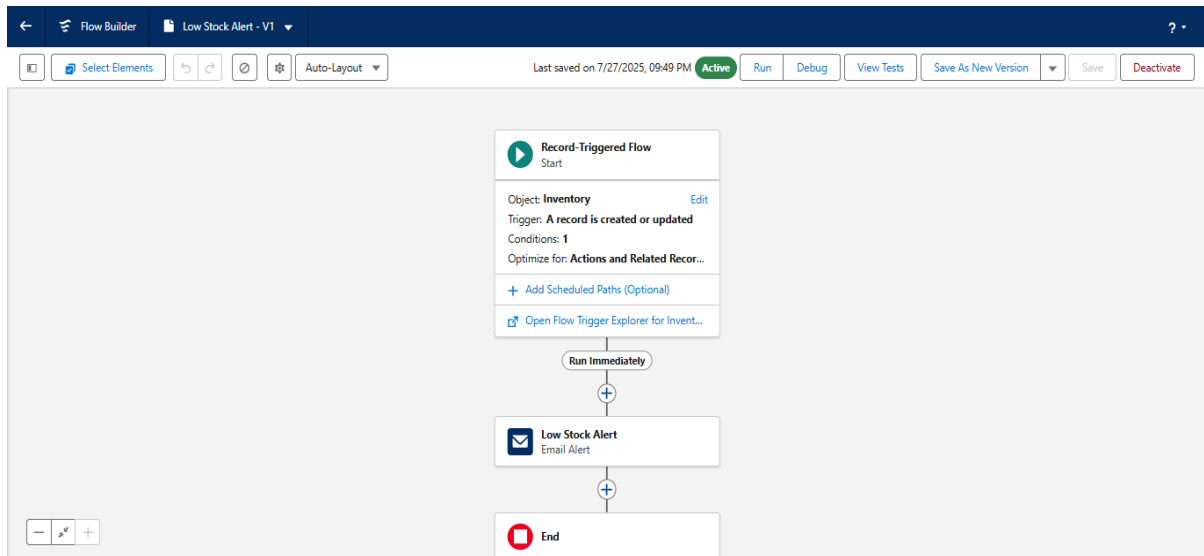 Flow Builder
Low Stock Alert - V1
?
Select Elements
Auto-Layout
Last saved on 7/27/2025, 09:49 PM
Active
Run
Debug
View Tests
Save As New Version
Save
Deactivate
Record-Triggered Flow
Start
Object: Inventory
Edit
Trigger: A record is created or updated
Conditions: 1
Optimize for: Actions and Related Recor...
+ Add Scheduled Paths (Optional)
Open Flow Trigger Explorer for Invent...
Run Immediately
Low Stock Alert
Email Alert
End